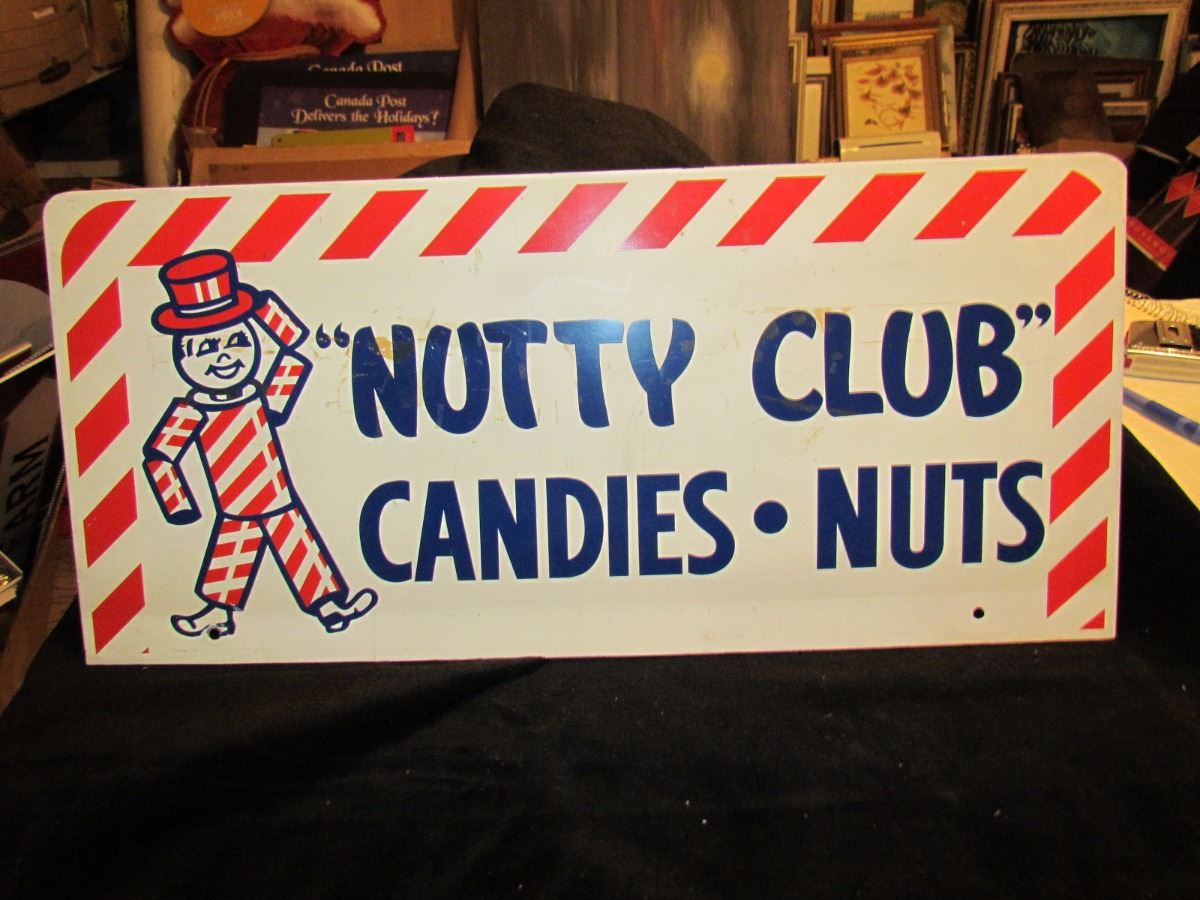 Canada Post
Canada Post
Delivers the Holidays!
"NUTTY CLUB"
CANDIES • NUTS